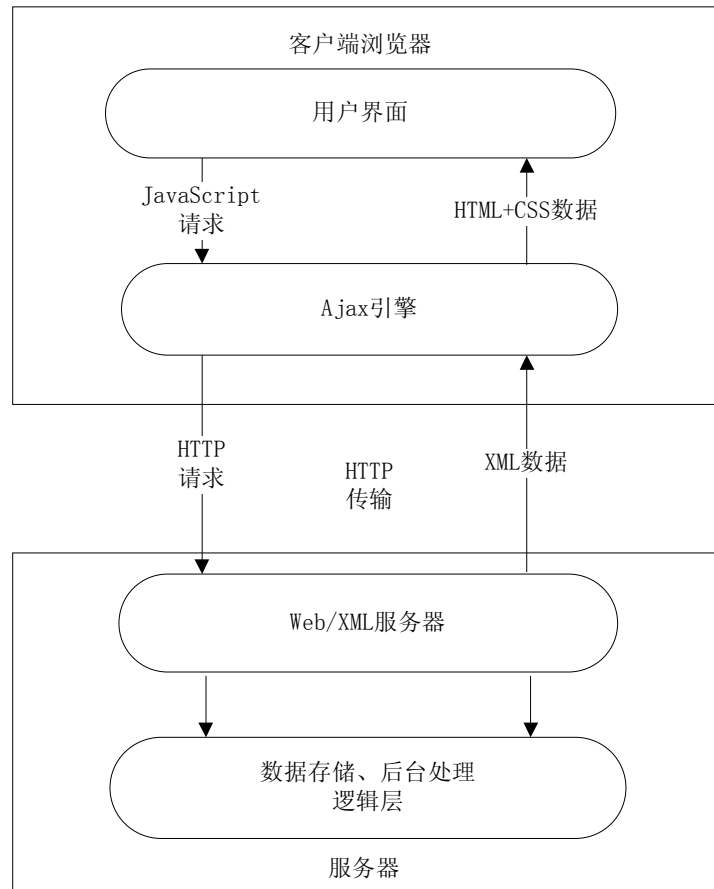 客户端浏览器
用户界面
JavaScript
请求
HTML+CSS数据
Ajax引擎
HTTP
请求
HTTP
传输
XML数据
Web/XML服务器
数据存储、后台处理
逻辑层
服务器